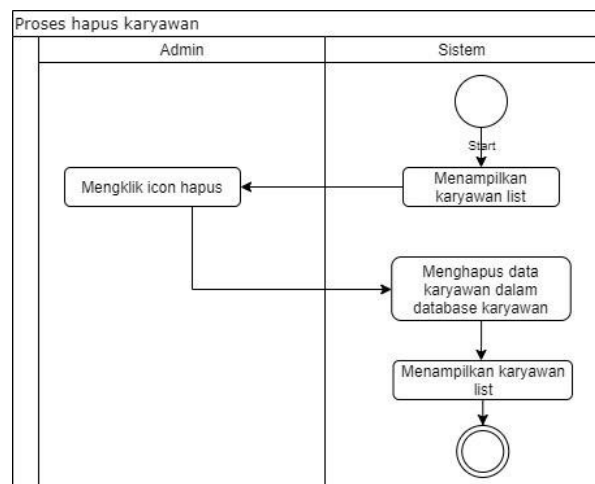 Proses hapus karyawan
Admin
Sistem
Start
Menampilkan
karyawan list
Mengklik icon hapus
Menghapus data
karyawan dalam
database karyawan
Menampilkan karyawan
list